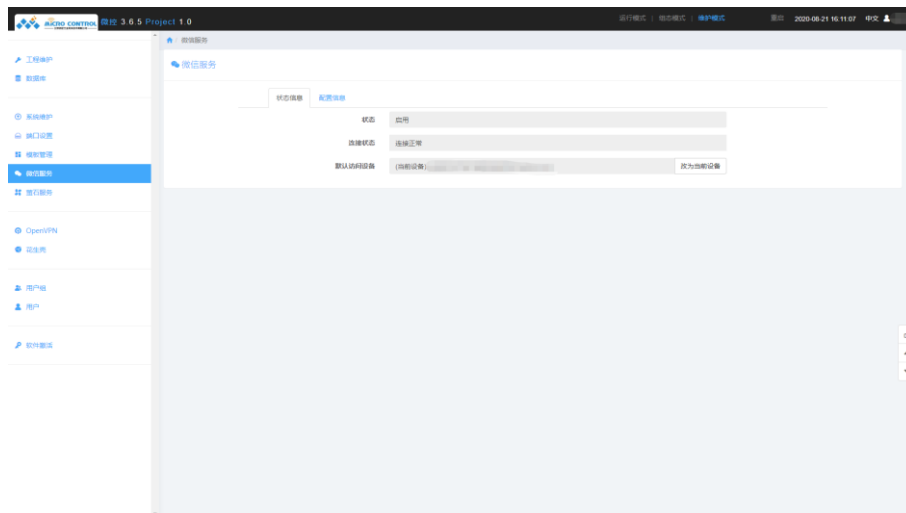 MICRO CONTROL 微控 3.6.5 Project 1.0
运行模式 | 组态模式 | 维护模式 重启 2020-08-21 16:11:07 中文
微信服务
工程维护
数据库
系统维护
端口设置
模板管理
微信服务
萤石服务
OpenVPN
花生壳
用户组
用户
软件激活
微信服务
状态信息 配置信息
状态 启用
连接状态 连接正常
默认访问设备 (当前设备) 改为当前设备